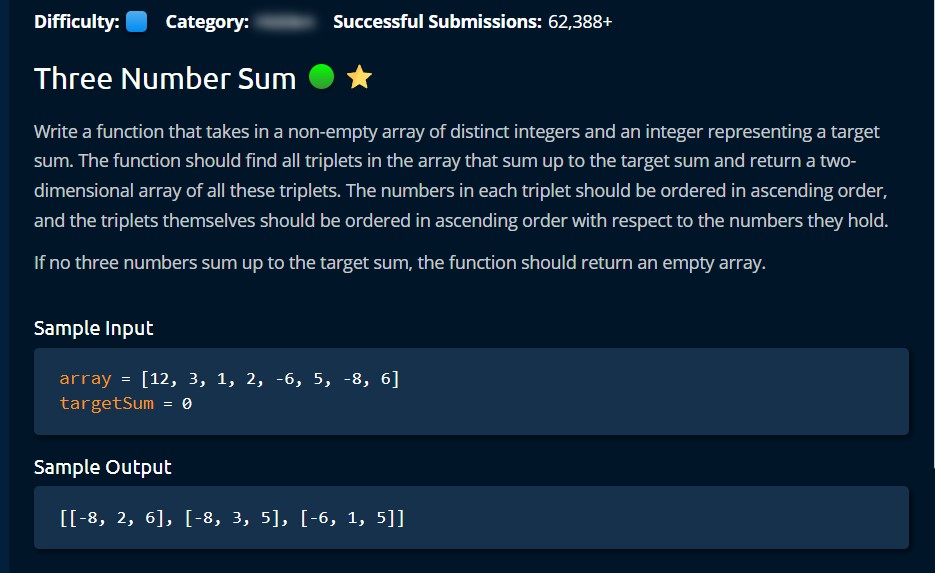 Difficulty: Category: Successful Submissions: 62,388+
Three Number Sum
Write a function that takes in a non-empty array of distinct integers and an integer representing a target
sum. The function should find all triplets in the array that sum up to the target sum and return a two-
dimensional array of all these triplets. The numbers in each triplet should be ordered in ascending order,
and the triplets themselves should be ordered in ascending order with respect to the numbers they hold.
If no three numbers sum up to the target sum, the function should return an empty array.
Sample Input
array = [12, 3, 1, 2, -6, 5, -8, 6]
targetSum = 0
Sample Output
[[-8, 2, 6], [-8, 3, 5], [-6, 1, 5]]